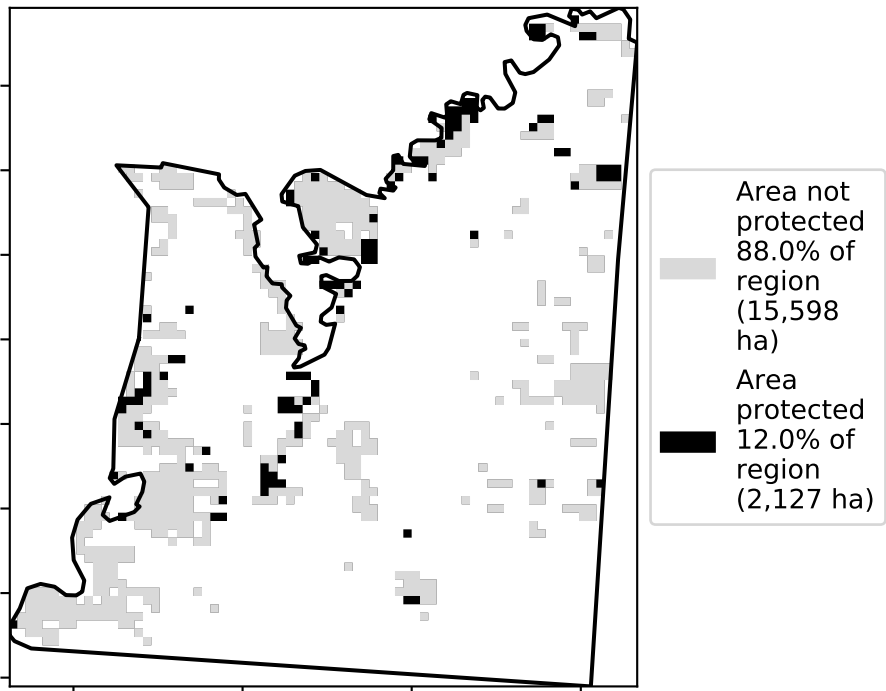 Area not
protected
88.0% of
region
(15,598
ha)
Area
protected
12.0% of
region
(2,127 ha)